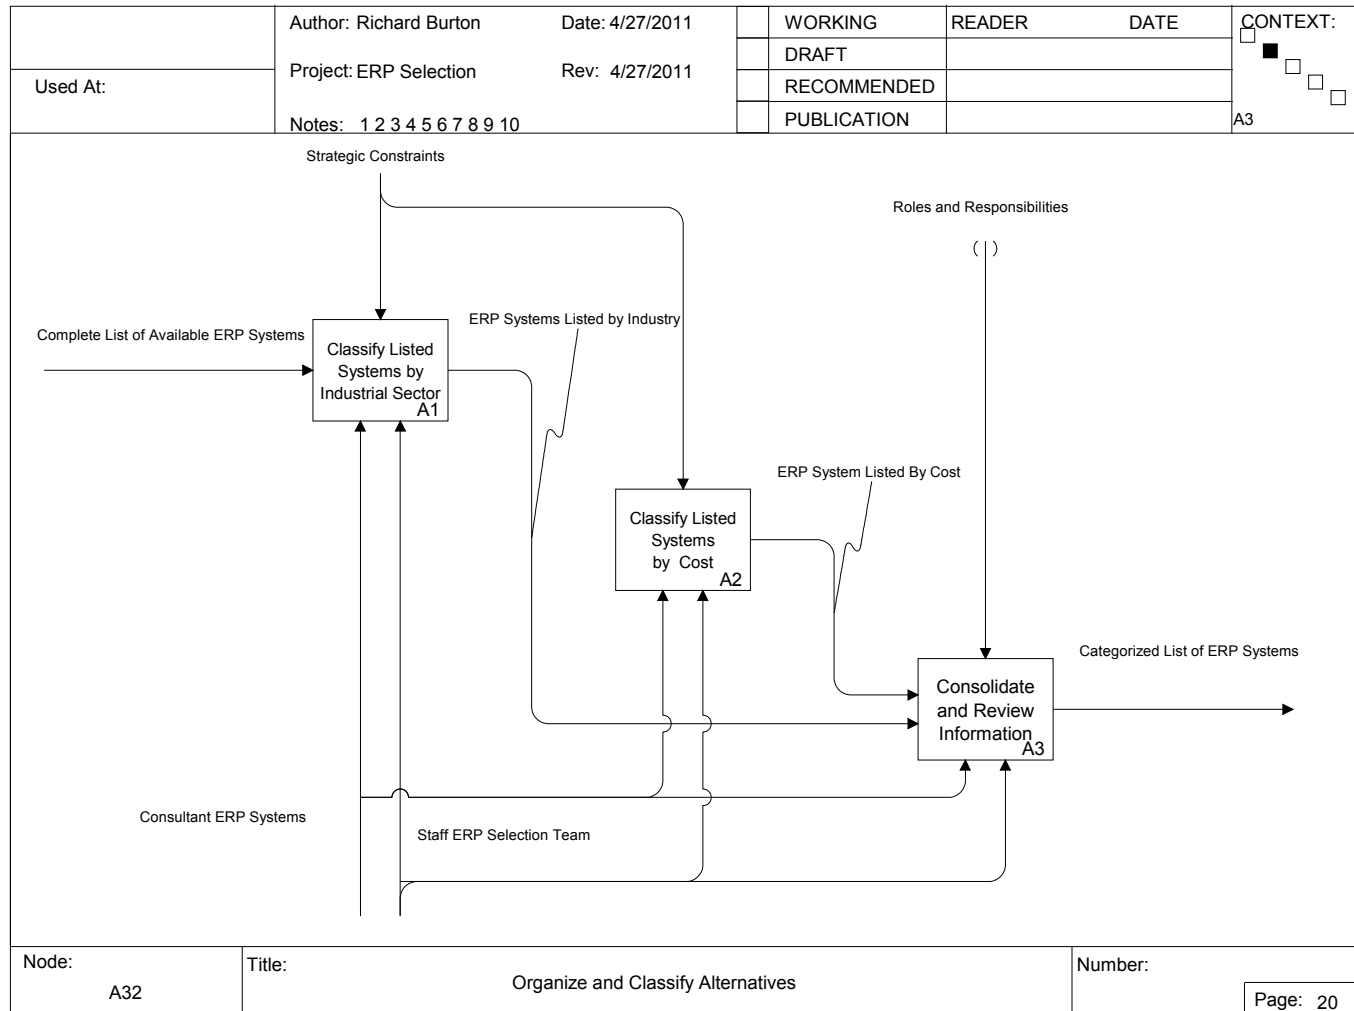 Used At:
Author: Richard Burton
Date: 4/27/2011
Project: ERP Selection
Rev: 4/27/2011
Notes: 1 2 3 4 5 6 7 8 9 10
WORKING
DRAFT
RECOMMENDED
PUBLICATION
READER
DATE
CONTEXT:
A3
Strategic Constraints
Roles and Responsibilities
Complete List of Available ERP Systems
ERP Systems Listed by Industry
Classify Listed
Systems by
Industrial Sector
A1
ERP System Listed By Cost
Classify Listed
Systems
by Cost
A2
Categorized List of ERP Systems
Consolidate
and Review
Information
A3
Consultant ERP Systems
Staff ERP Selection Team
Node:
A32
Title:
Organize and Classify Alternatives
Number:
Page: 20